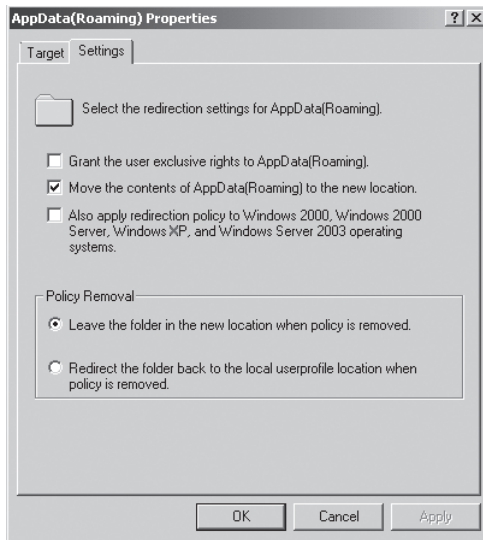 AppData(Roaming) Properties
Target
Settings
Select the redirection settings for AppData(Roaming).
Grant the user exclusive rights to AppData(Roaming).
Move the contents of AppData(Roaming) to the new location.
Also apply redirection policy to Windows 2000, Windows 2000
Server, Windows XP, and Windows Server 2003 operating
systems.
Policy Removal
Leave the folder in the new location when policy is removed.
Redirect the folder back to the local userprofile location when
policy is removed.
OK
Cancel
Apply